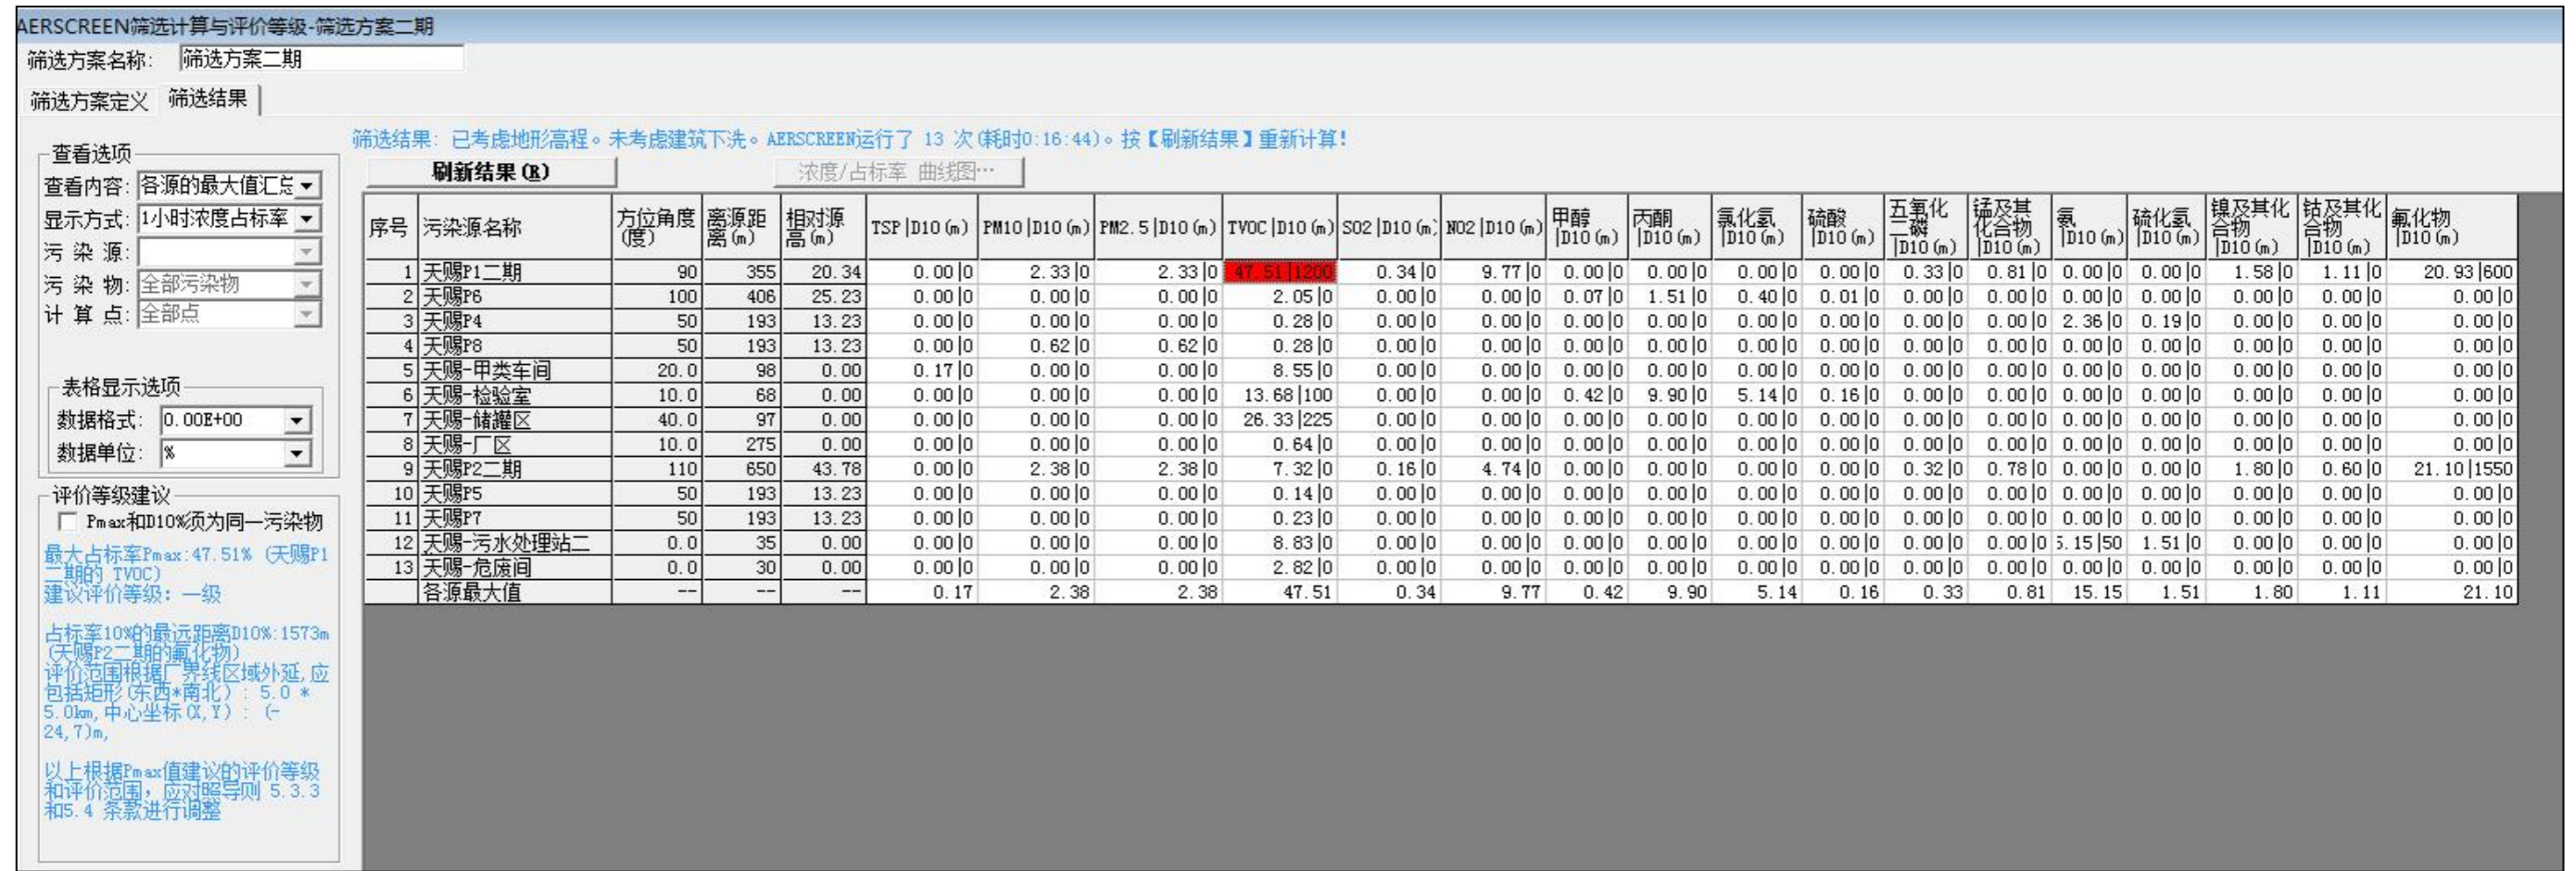 AERSCREEN筛选计算与评价等级-筛选方案二期
筛选方案名称: 筛选方案二期
筛选方案定义 筛选结果
筛选结果: 已考虑地形高程。未考虑建筑下洗。AERSCREEN运行了 13 次(耗时0:16:44)。按【刷新结果】重新计算!
刷新结果(R) 浓度/占标率 曲线图…
查看选项
查看内容: 各源的最大值汇总
显示方式: 1小时浓度占标率
污 染 源:
污 染 物: 全部污染物
计 算 点: 全部点
表格显示选项
数据格式: 0.00E+00
数据单位: %
评价等级建议
Pmax和D10%须为同一污染物
最大占标率Pmax:47.51% (天赐P1
二期的 TVOC)
建议评价等级: 一级
占标率10%的最远距离D10%:1573m
(天赐P2二期的氟化物)
评价范围根据厂界线区域外延,应
包括矩形(东西*南北): 5.0 *
5.0km,中心坐标(X,Y): (-
24,7)m,
以上根据Pmax值建议的评价等级
和评价范围，应对照导则 5.3.3
和5.4 条款进行调整
序号 污染源名称 方位角度(度) 离源距离(m) 相对源高(m) TSP|D10(m) PM10|D10(m) PM2.5|D10(m) TVOC|D10(m) SO2|D10(m) NO2|D10(m) 甲醇|D10(m) 丙酮|D10(m) 氯化氢|D10(m) 硫酸|D10(m) 五氧化二磷|D10(m) 锰及其化合物|D10(m) 氨|D10(m) 硫化氢|D10(m) 镍及其化合物|D10(m) 钴及其化合物|D10(m) 氟化物|D10(m)
1 天赐P1二期 90 355 20.34 0.00|0 2.33|0 2.33|0 47.51|1200 0.34|0 9.77|0 0.00|0 0.00|0 0.00|0 0.00|0 0.33|0 0.81|0 0.00|0 0.00|0 1.58|0 1.11|0 20.93|600
2 天赐P6 100 406 25.23 0.00|0 0.00|0 0.00|0 2.05|0 0.00|0 0.00|0 0.07|0 1.51|0 0.40|0 0.01|0 0.00|0 0.00|0 0.00|0 0.00|0 0.00|0 0.00|0 0.00|0
3 天赐P4 50 193 13.23 0.00|0 0.00|0 0.00|0 0.28|0 0.00|0 0.00|0 0.00|0 0.00|0 0.00|0 0.00|0 0.00|0 0.00|0 2.36|0 0.19|0 0.00|0 0.00|0 0.00|0
4 天赐P8 50 193 13.23 0.00|0 0.62|0 0.62|0 0.28|0 0.00|0 0.00|0 0.00|0 0.00|0 0.00|0 0.00|0 0.00|0 0.00|0 0.00|0 0.00|0 0.00|0 0.00|0 0.00|0
5 天赐-甲类车间 20.0 98 0.00 0.17|0 0.00|0 0.00|0 8.55|0 0.00|0 0.00|0 0.00|0 0.00|0 0.00|0 0.00|0 0.00|0 0.00|0 0.00|0 0.00|0 0.00|0 0.00|0 0.00|0
6 天赐-检验室 10.0 68 0.00 0.00|0 0.00|0 0.00|0 13.68|100 0.00|0 0.00|0 0.42|0 9.90|0 5.14|0 0.16|0 0.00|0 0.00|0 0.00|0 0.00|0 0.00|0 0.00|0 0.00|0
7 天赐-储罐区 40.0 97 0.00 0.00|0 0.00|0 0.00|0 26.33|225 0.00|0 0.00|0 0.00|0 0.00|0 0.00|0 0.00|0 0.00|0 0.00|0 0.00|0 0.00|0 0.00|0 0.00|0 0.00|0
8 天赐-厂区 10.0 275 0.00 0.00|0 0.00|0 0.00|0 0.64|0 0.00|0 0.00|0 0.00|0 0.00|0 0.00|0 0.00|0 0.00|0 0.00|0 0.00|0 0.00|0 0.00|0 0.00|0 0.00|0
9 天赐P2二期 110 650 43.78 0.00|0 2.38|0 2.38|0 7.32|0 0.16|0 4.74|0 0.00|0 0.00|0 0.00|0 0.00|0 0.32|0 0.78|0 0.00|0 0.00|0 1.80|0 0.60|0 21.10|1550
10 天赐P5 50 193 13.23 0.00|0 0.00|0 0.00|0 0.14|0 0.00|0 0.00|0 0.00|0 0.00|0 0.00|0 0.00|0 0.00|0 0.00|0 0.00|0 0.00|0 0.00|0 0.00|0 0.00|0
11 天赐P7 50 193 13.23 0.00|0 0.00|0 0.00|0 0.23|0 0.00|0 0.00|0 0.00|0 0.00|0 0.00|0 0.00|0 0.00|0 0.00|0 0.00|0 0.00|0 0.00|0 0.00|0 0.00|0
12 天赐-污水处理站二 0.0 35 0.00 0.00|0 0.00|0 0.00|0 8.83|0 0.00|0 0.00|0 0.00|0 0.00|0 0.00|0 0.00|0 0.00|0 0.00|0 5.15|50 1.51|0 0.00|0 0.00|0 0.00|0
13 天赐-危废间 0.0 30 0.00 0.00|0 0.00|0 0.00|0 2.82|0 0.00|0 0.00|0 0.00|0 0.00|0 0.00|0 0.00|0 0.00|0 0.00|0 0.00|0 0.00|0 0.00|0 0.00|0 0.00|0
各源最大值 -- -- -- 0.17 2.38 2.38 47.51 0.34 9.77 0.42 9.90 5.14 0.16 0.33 0.81 15.15 1.51 1.80 1.11 21.10